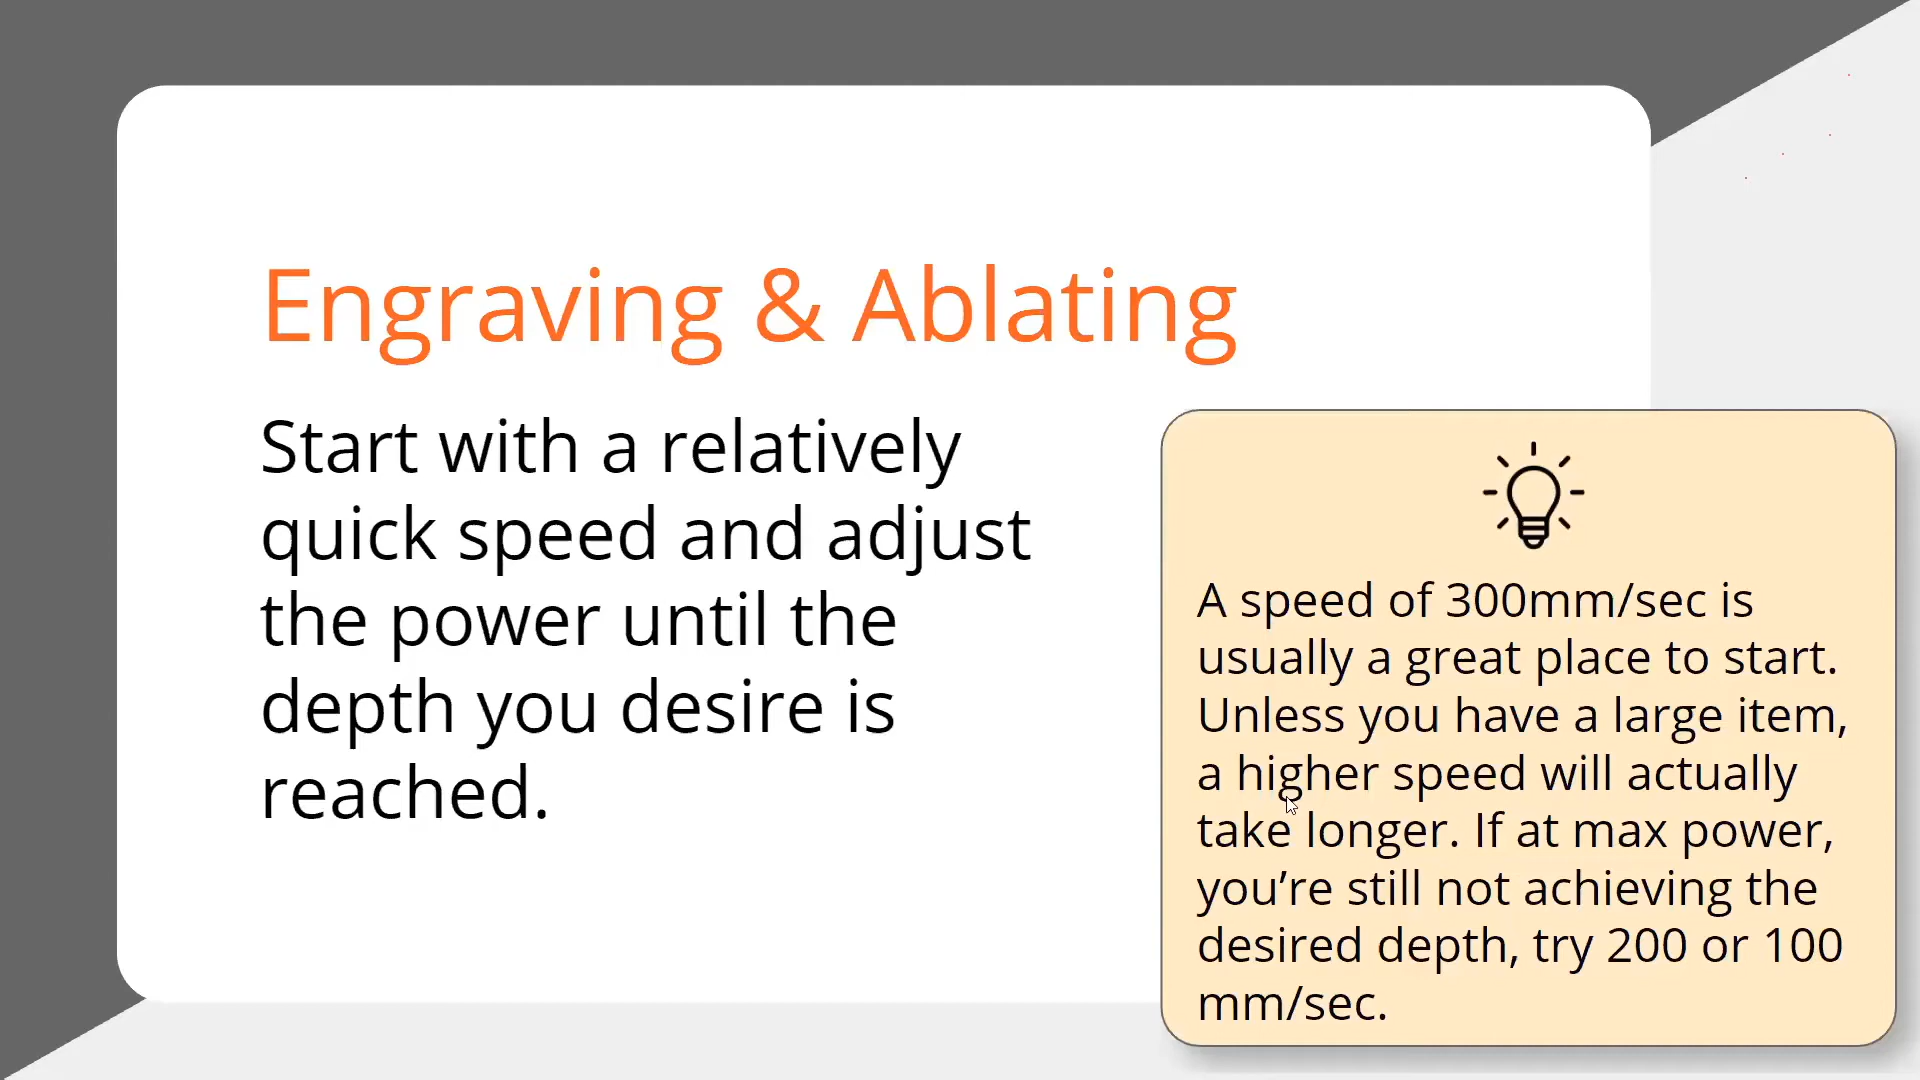 Engraving & Ablating
Start with a relatively
quick speed and adjust
the power until the
depth you desire is
reached.
A speed of 300mm/sec is
usually a great place to start.
Unless you have a large item,
a higher speed will actually
take longer. If at max power,
you’re still not achieving the
desired depth, try 200 or 100
mm/sec.